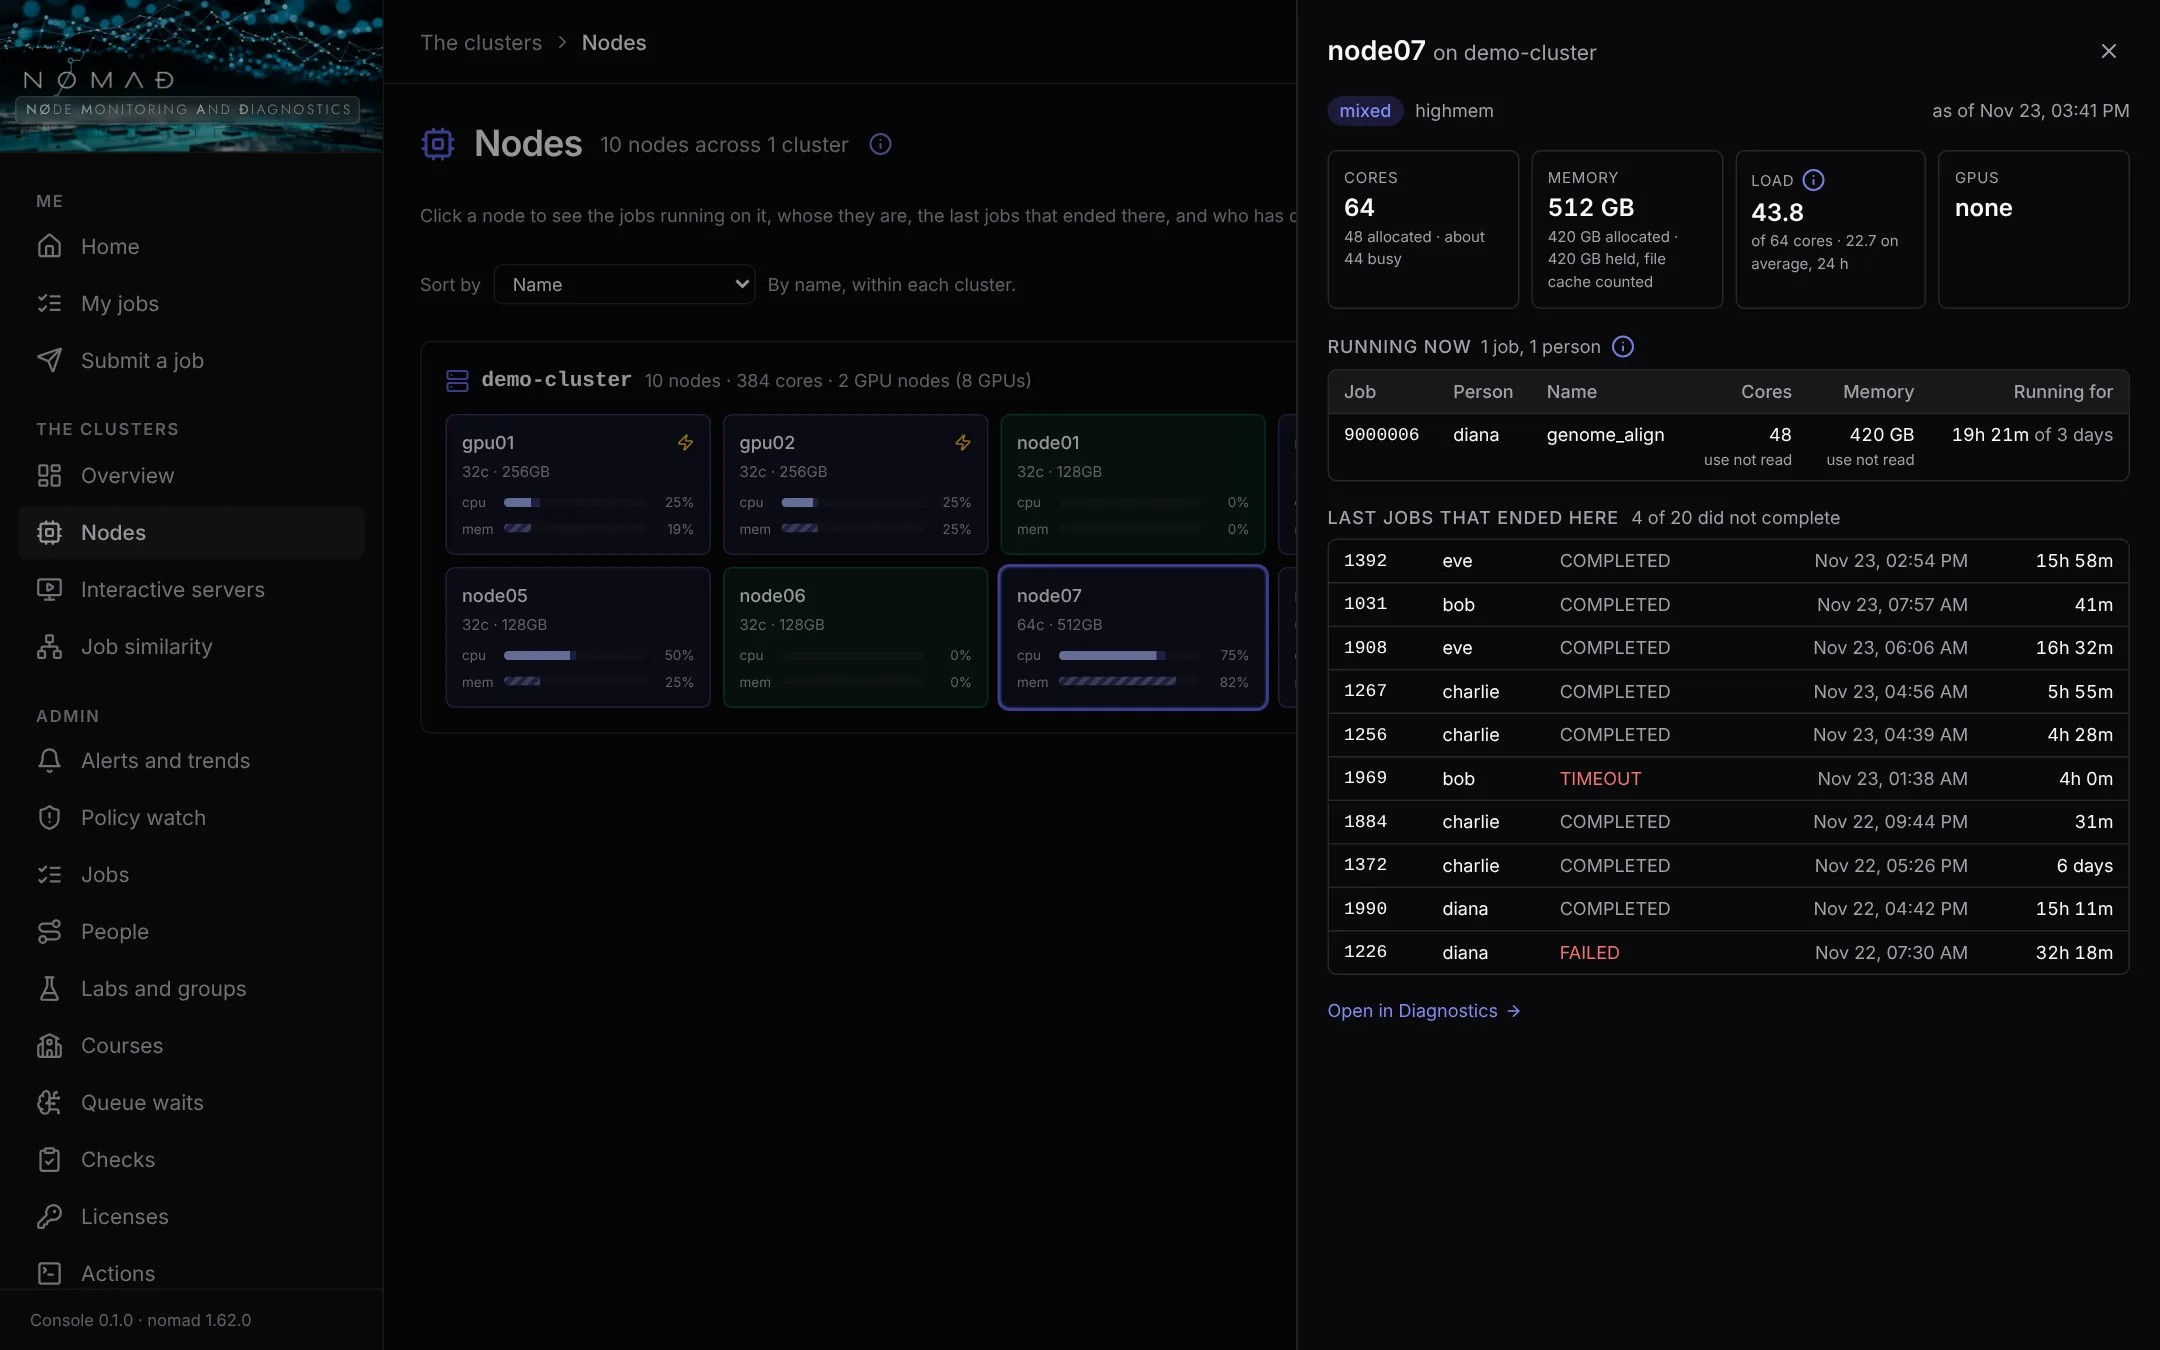 NØMAÐ
NØDE MONITORING AND ÐIAGNOSTICS
ME
Home
My jobs
Submit a job
THE CLUSTERS
Overview
Nodes
Interactive servers
Job similarity
ADMIN
Alerts and trends
Policy watch
Jobs
People
Labs and groups
Courses
Queue waits
Checks
Licenses
Actions
Console 0.1.0 · nomad 1.62.0
The clusters > Nodes
Nodes 10 nodes across 1 cluster
Click a node to see the jobs running on it, whose they are, the last jobs that ended there, and who has
Sort by Name By name, within each cluster.
demo-cluster 10 nodes · 384 cores · 2 GPU nodes (8 GPUs)
gpu01
32c · 256GB
cpu 25%
mem 19%
gpu02
32c · 256GB
cpu 25%
mem 25%
node01
32c · 128GB
cpu 0%
mem 0%
node05
32c · 128GB
cpu 50%
mem 25%
node06
32c · 128GB
cpu 0%
mem 0%
node07
64c · 512GB
cpu 75%
mem 82%
node07 on demo-cluster
mixed highmem as of Nov 23, 03:41 PM
CORES
64
48 allocated · about
44 busy
MEMORY
512 GB
420 GB allocated ·
420 GB held, file
cache counted
LOAD
43.8
of 64 cores · 22.7 on
average, 24 h
GPUS
none
RUNNING NOW 1 job, 1 person
Job Person Name Cores Memory Running for
9000006 diana genome_align 48 420 GB 19h 21m of 3 days
use not read use not read
LAST JOBS THAT ENDED HERE 4 of 20 did not complete
1392 eve COMPLETED Nov 23, 02:54 PM 15h 58m
1031 bob COMPLETED Nov 23, 07:57 AM 41m
1908 eve COMPLETED Nov 23, 06:06 AM 16h 32m
1267 charlie COMPLETED Nov 23, 04:56 AM 5h 55m
1256 charlie COMPLETED Nov 23, 04:39 AM 4h 28m
1969 bob TIMEOUT Nov 23, 01:38 AM 4h 0m
1884 charlie COMPLETED Nov 22, 09:44 PM 31m
1372 charlie COMPLETED Nov 22, 05:26 PM 6 days
1990 diana COMPLETED Nov 22, 04:42 PM 15h 11m
1226 diana FAILED Nov 22, 07:30 AM 32h 18m
Open in Diagnostics →